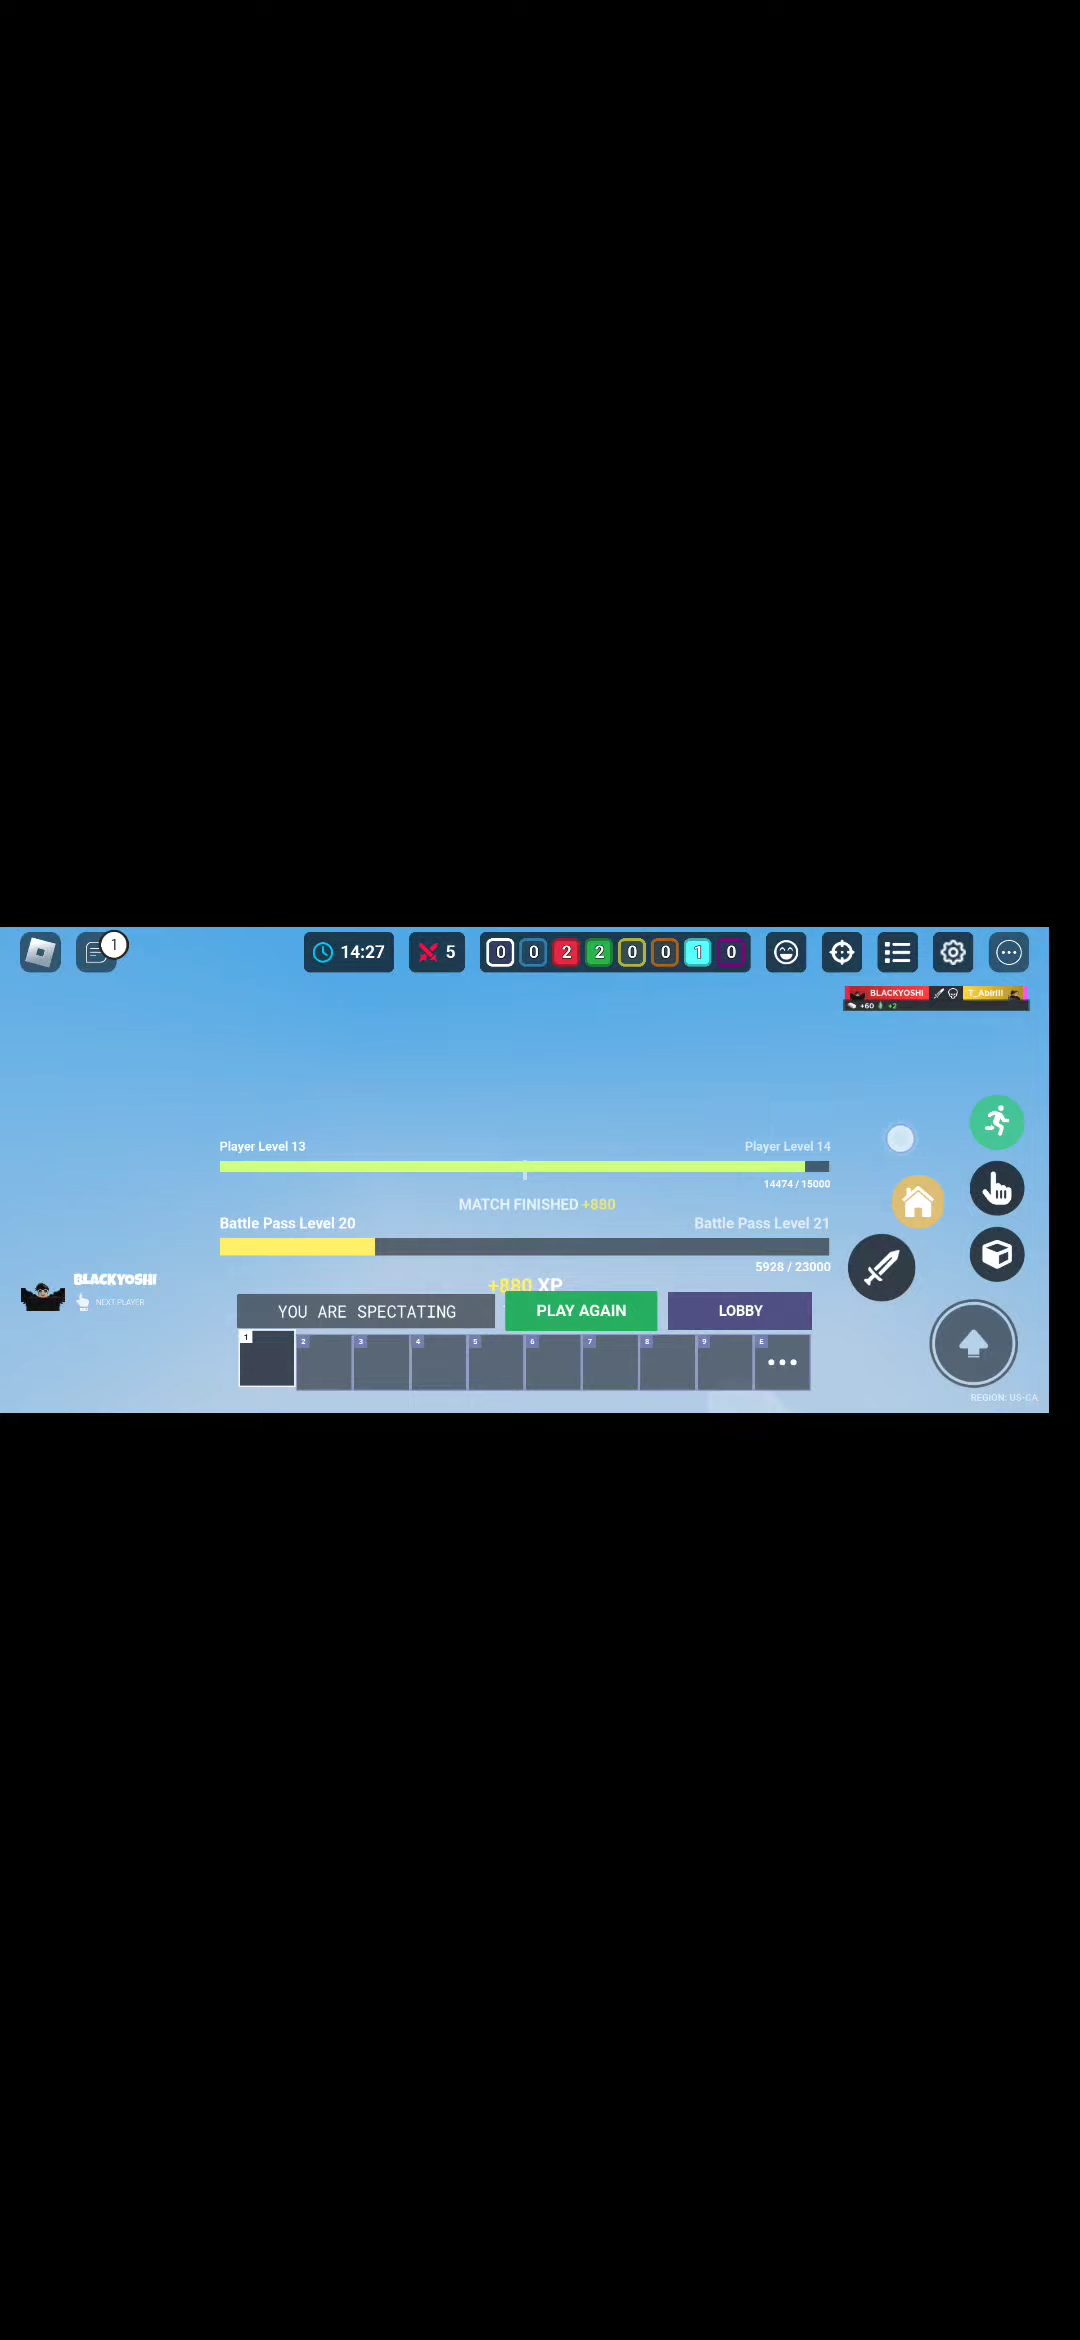 1
14:27
5
0 0 2 2 0 0 1 0
BLACKYOSHI T_Abirlll
+60 +2
Player Level 13 Player Level 14
14474 / 15000
MATCH FINISHED +880
Battle Pass Level 20 Battle Pass Level 21
5928 / 23000
BLACKYOSHI
NEXT PLAYER
+880 XP
YOU ARE SPECTATING PLAY AGAIN LOBBY
1 2 3 4 5 6 7 8 9 E
REGION: US-CA